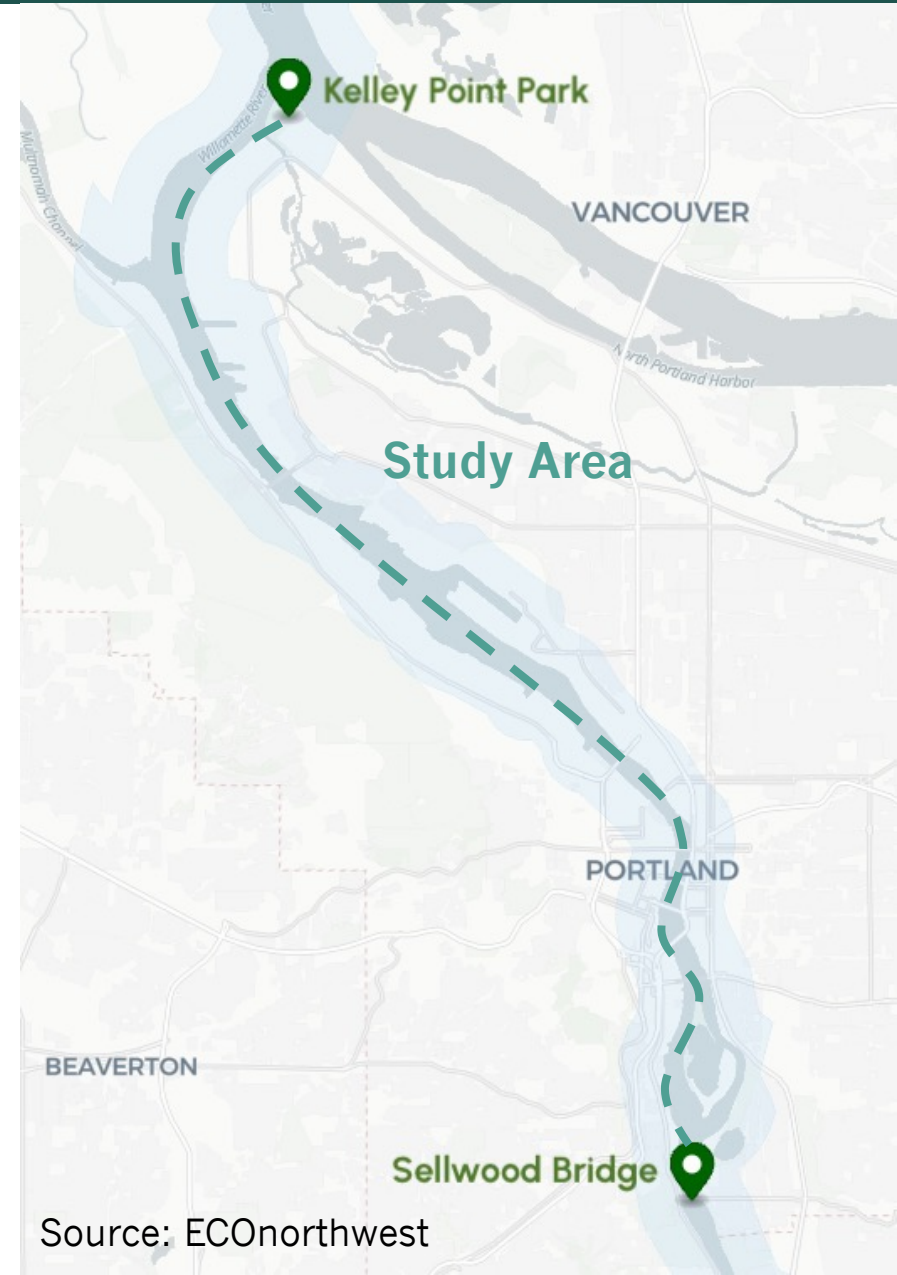 Kelley Point Park
Willamette River
Multnomah Channel
VANCOUVER
North Portland Harbor
Study Area
PORTLAND
BEAVERTON
Sellwood Bridge
Source: ECOnorthwest